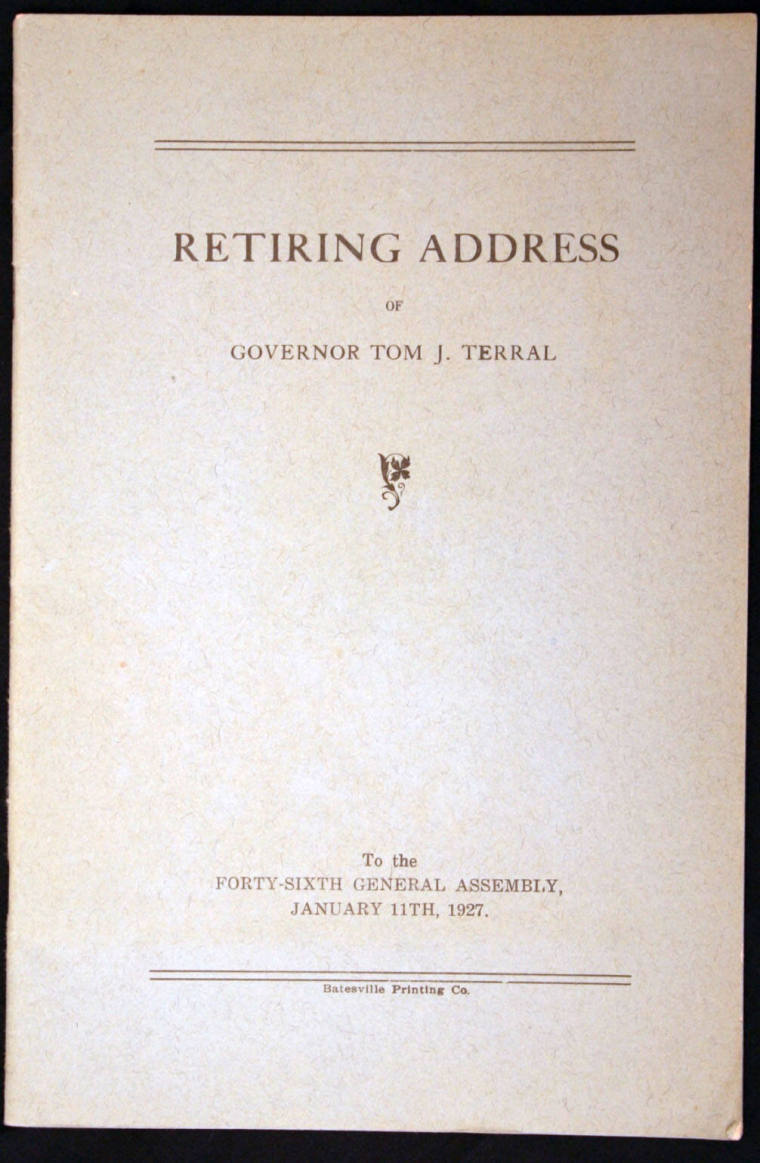 RETIRING ADDRESS
OF
GOVERNOR TOM J. TERRAL
To the
FORTY-SIXTH GENERAL ASSEMBLY,
JANUARY 11TH, 1927.
Batesville Printing Co.